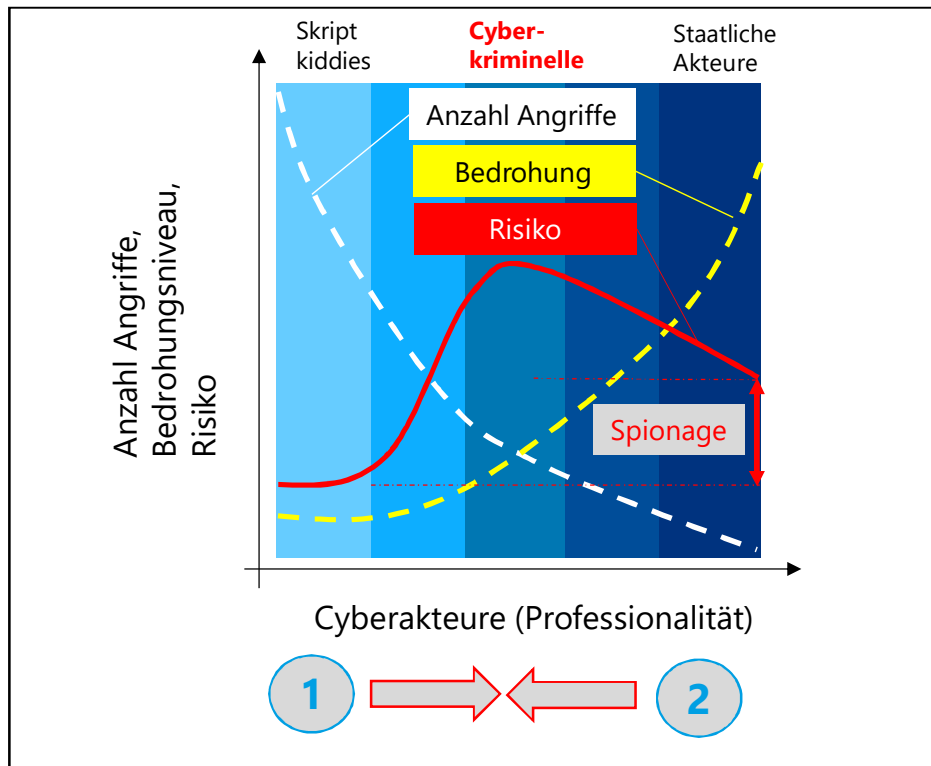 Skript
kiddies
Cyber-
kriminelle
Staatliche
Akteure
Anzahl Angriffe
Bedrohung
Risiko
Anzahl Angriffe,
Bedrohungsniveau,
Risiko
Spionage
Cyberakteure (Professionalität)
1
2